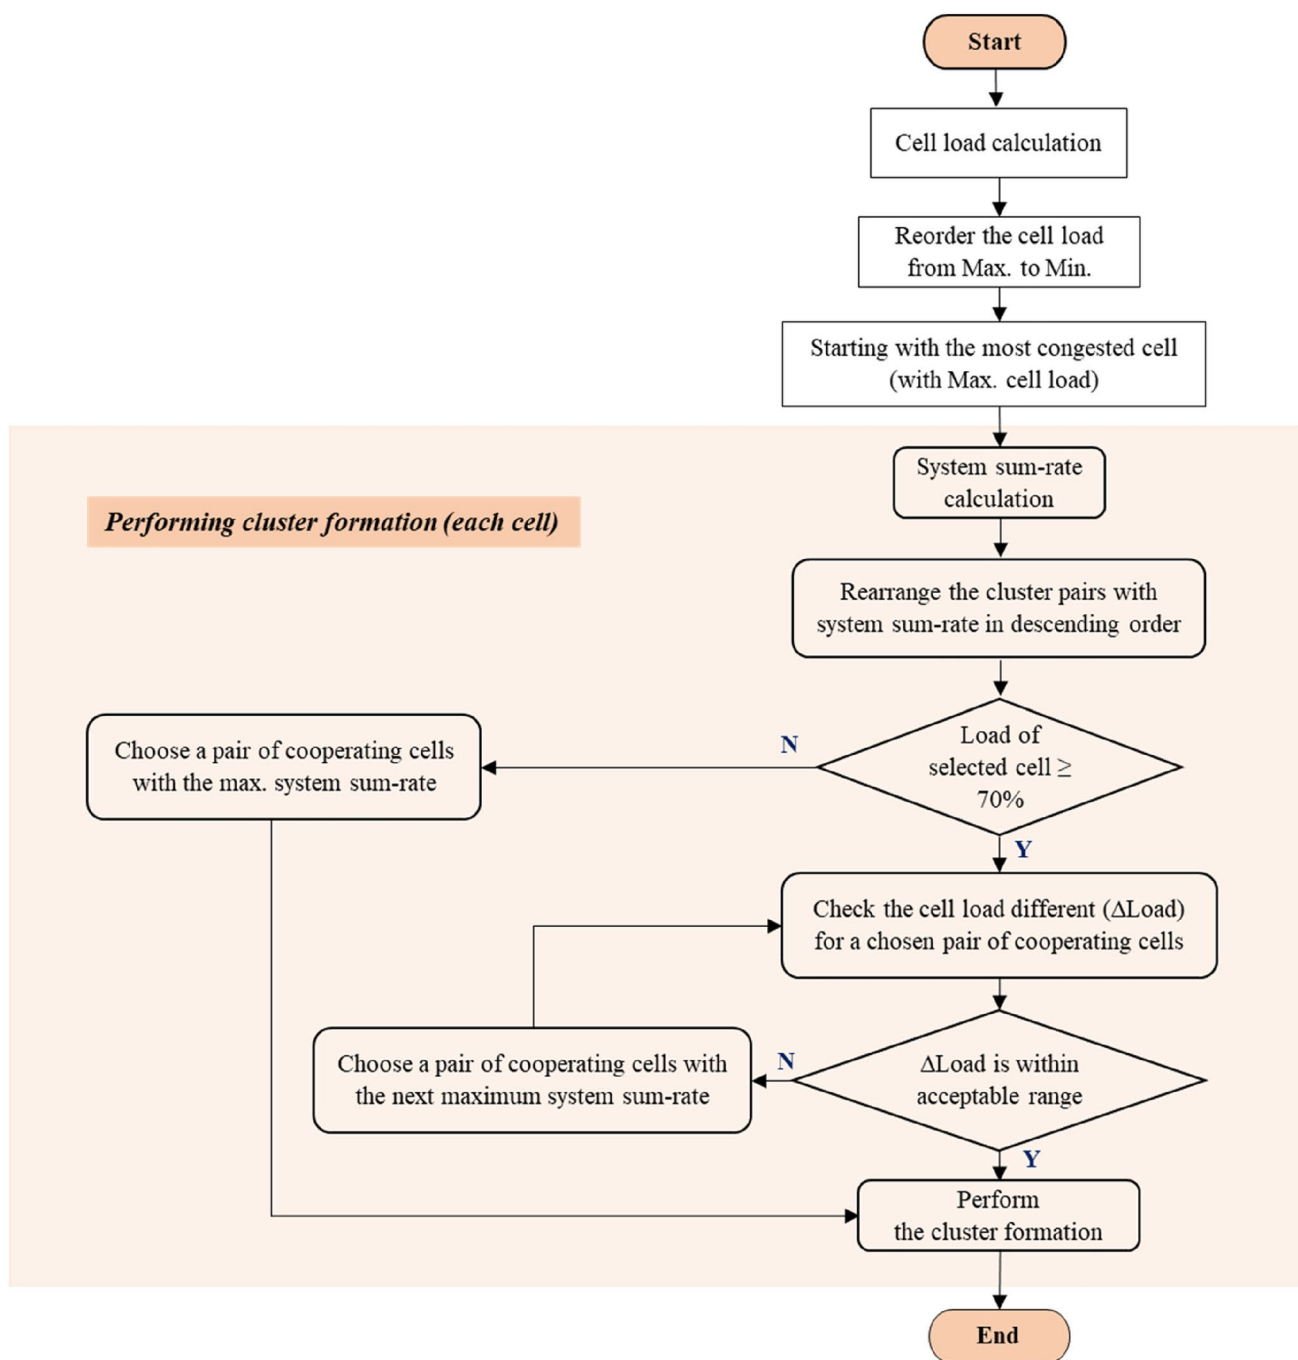 Start
Cell load calculation
Reorder the cell load
from Max. to Min.
Starting with the most congested cell
(with Max. cell load)
System sum-rate
calculation
Performing cluster formation (each cell)
Rearrange the cluster pairs with
system sum-rate in descending order
Load of
selected cell ≥
70%
N
Choose a pair of cooperating cells
with the max. system sum-rate
Y
Check the cell load different (ΔLoad)
for a chosen pair of cooperating cells
ΔLoad is within
acceptable range
N
Choose a pair of cooperating cells with
the next maximum system sum-rate
Y
Perform
the cluster formation
End